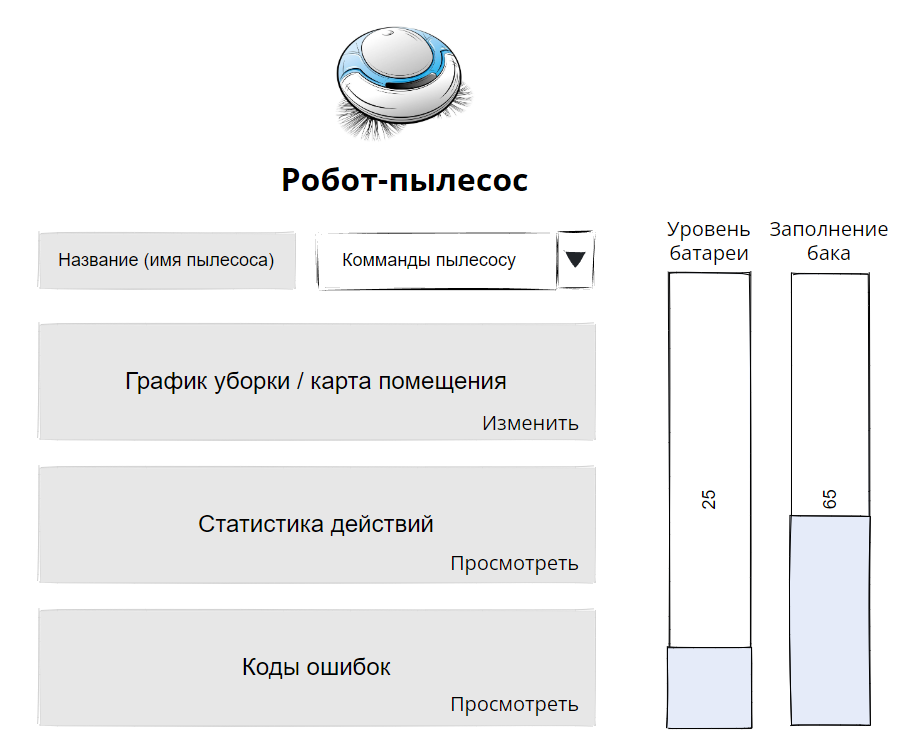 Робот-пылесос
Название (имя пылесоса)
Комманды пылесосу
График уборки / карта помещения
Изменить
Статистика действий
Просмотреть
Коды ошибок
Просмотреть
Уровень
батареи
25
Заполнение
бака
65